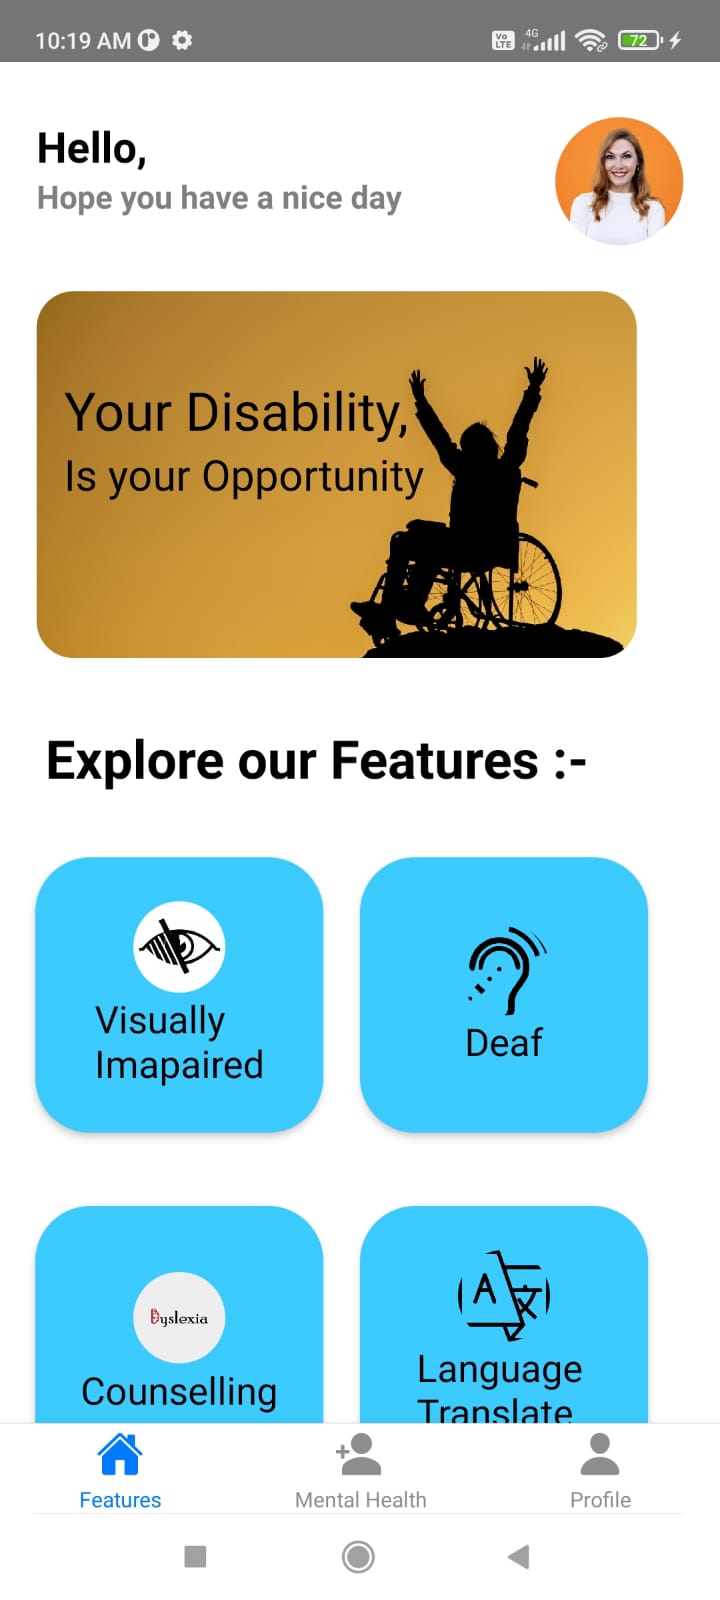 10:19 AM
Vo LTE 4G 72
Hello,
Hope you have a nice day
Your Disability,
Is your Opportunity
Explore our Features :-
Visually
Imapaired
Deaf
Dyslexia
Counselling
A 文
Language
Translate
Features
Mental Health
Profile